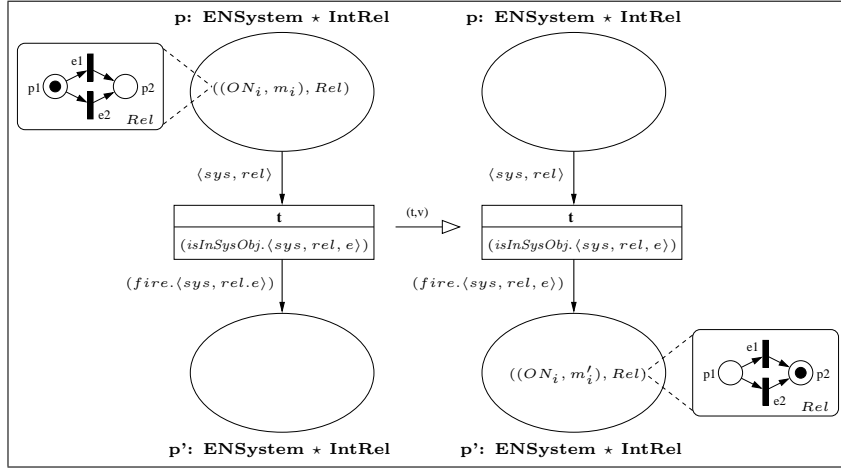 p: ENSystem ⋆ IntRel
p: ENSystem ⋆ IntRel
e1
p1
p2
e2
Rel
((ON_i, m_i), Rel)
⟨sys, rel⟩
⟨sys, rel⟩
t
(isInSysObj.⟨sys, rel, e⟩)
(t,v)
t
(isInSysObj.⟨sys, rel, e⟩)
(fire.⟨sys, rel.e⟩)
(fire.⟨sys, rel, e⟩)
((ON_i, m′_i), Rel)
e1
p1
p2
e2
Rel
p': ENSystem ⋆ IntRel
p': ENSystem ⋆ IntRel